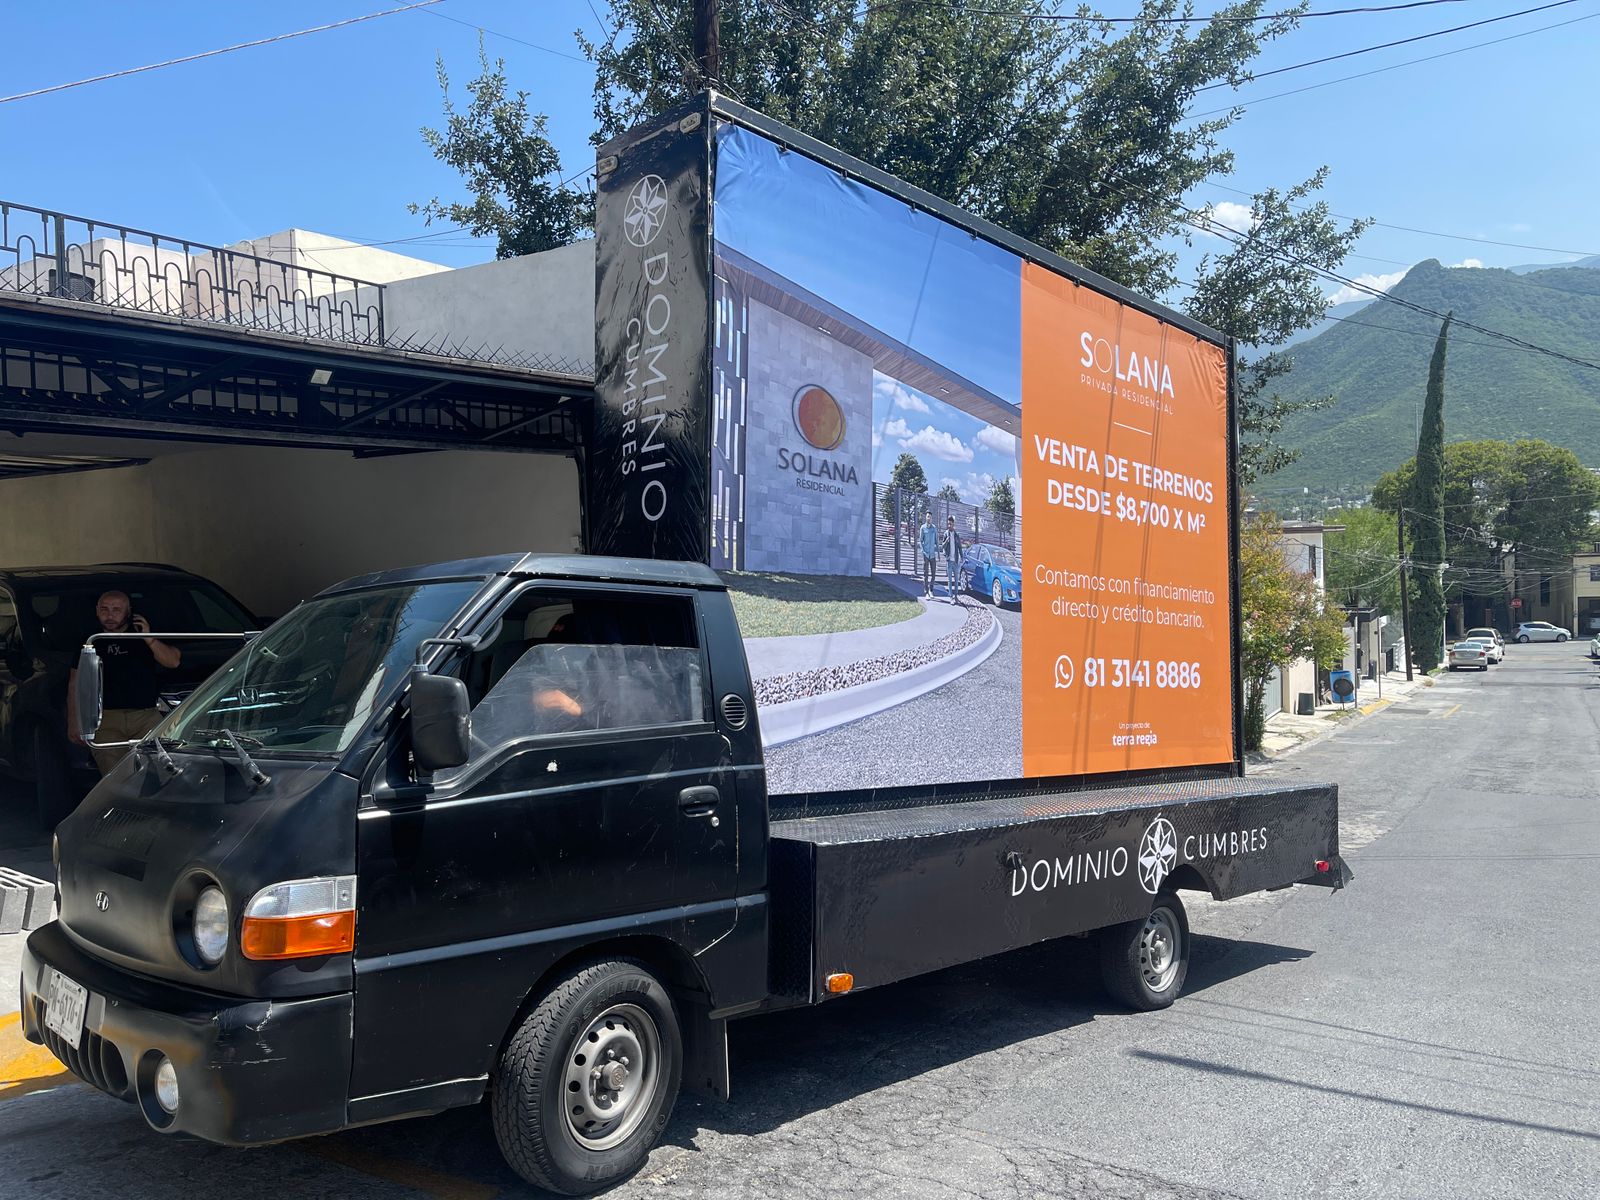 DOMINIO
CUMBRES
SOLANA
RESIDENCIAL
SOLANA
PRIVADA RESIDENCIAL
VENTA DE TERRENOS
DESDE $8,700 X M²
Contamos con financiamiento
directo y crédito bancario.
81 3141 8886
Un proyecto de
terra regia
DOMINIO CUMBRES